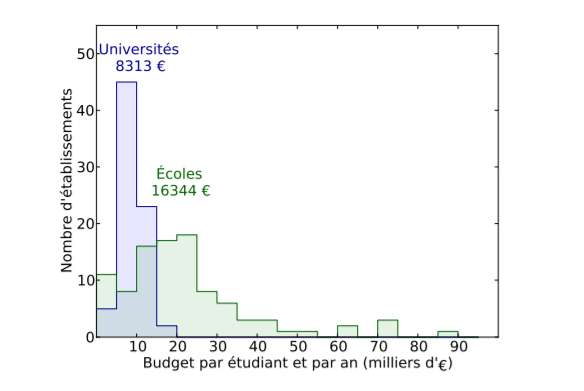 50
Universités
8313 €
40
30
Écoles
16344 €
20
10
0
Nombre d'établissements
10 20 30 40 50 60 70 80 90
Budget par étudiant et par an (milliers d'€)